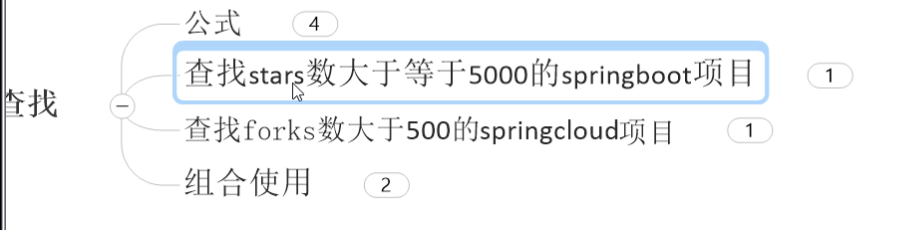 公式 4
查找stars数大于等于5000的springboot项目 1
查找
查找forks数大于500的springcloud项目 1
组合使用 2